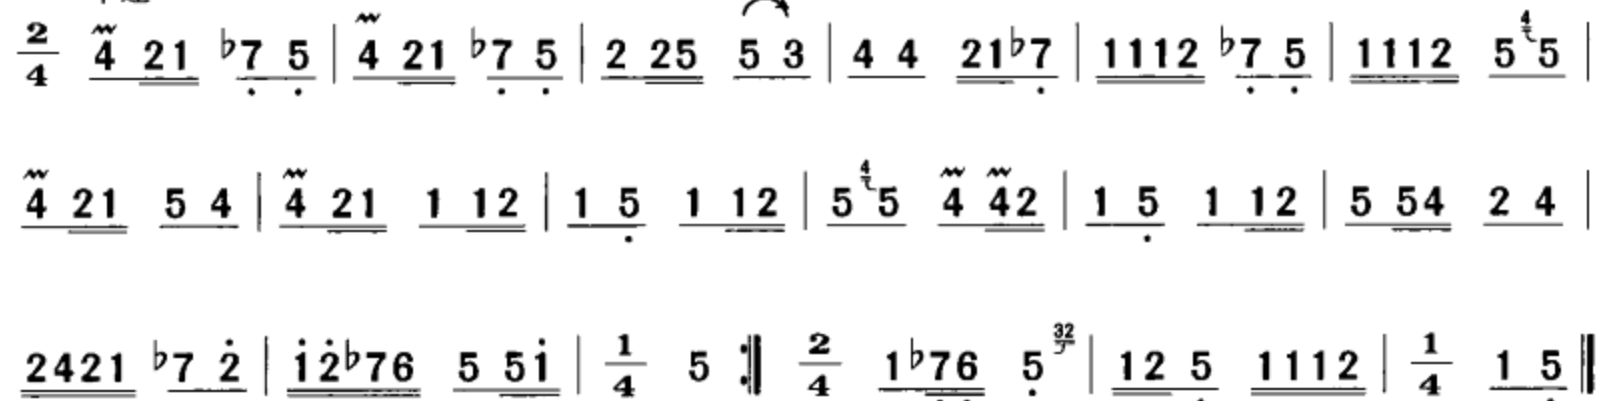 2/4 4 21 ♭7 5 | 4 21 ♭7 5 | 2 25 5 3 | 4 4 21♭7 | 1112 ♭7 5 | 1112 5 4 5 |
4 21 5 4 | 4 21 1 12 | 1 5 1 12 | 5 4 5 4 42 | 1 5 1 12 | 5 54 2 4 |
2421 ♭7 2 | 12♭76 5 51 | 1/4 5 :| 2/4 1♭76 5 32 | 12 5 1112 | 1/4 1 5 ‖